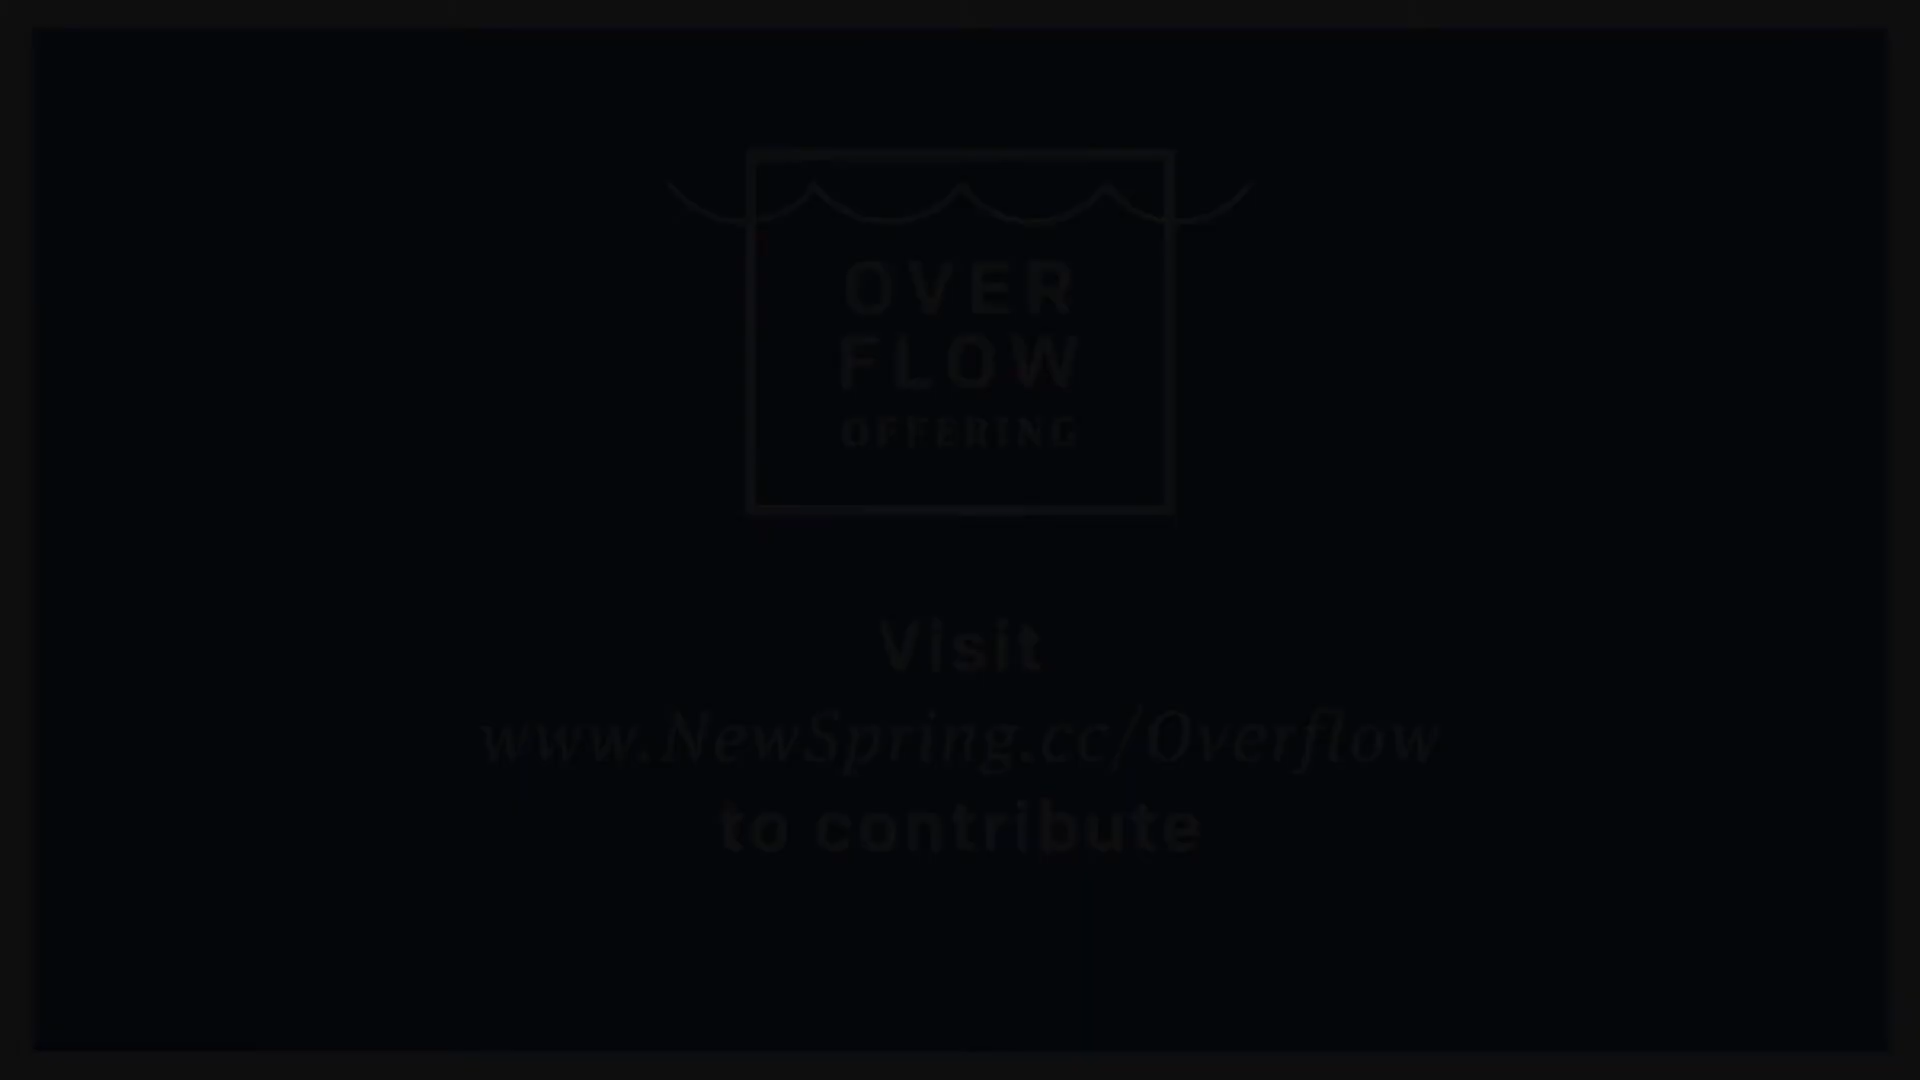 OVER
FLOW
OFFERING
Visit
www.NewSpring.cc/Overflow
to contribute